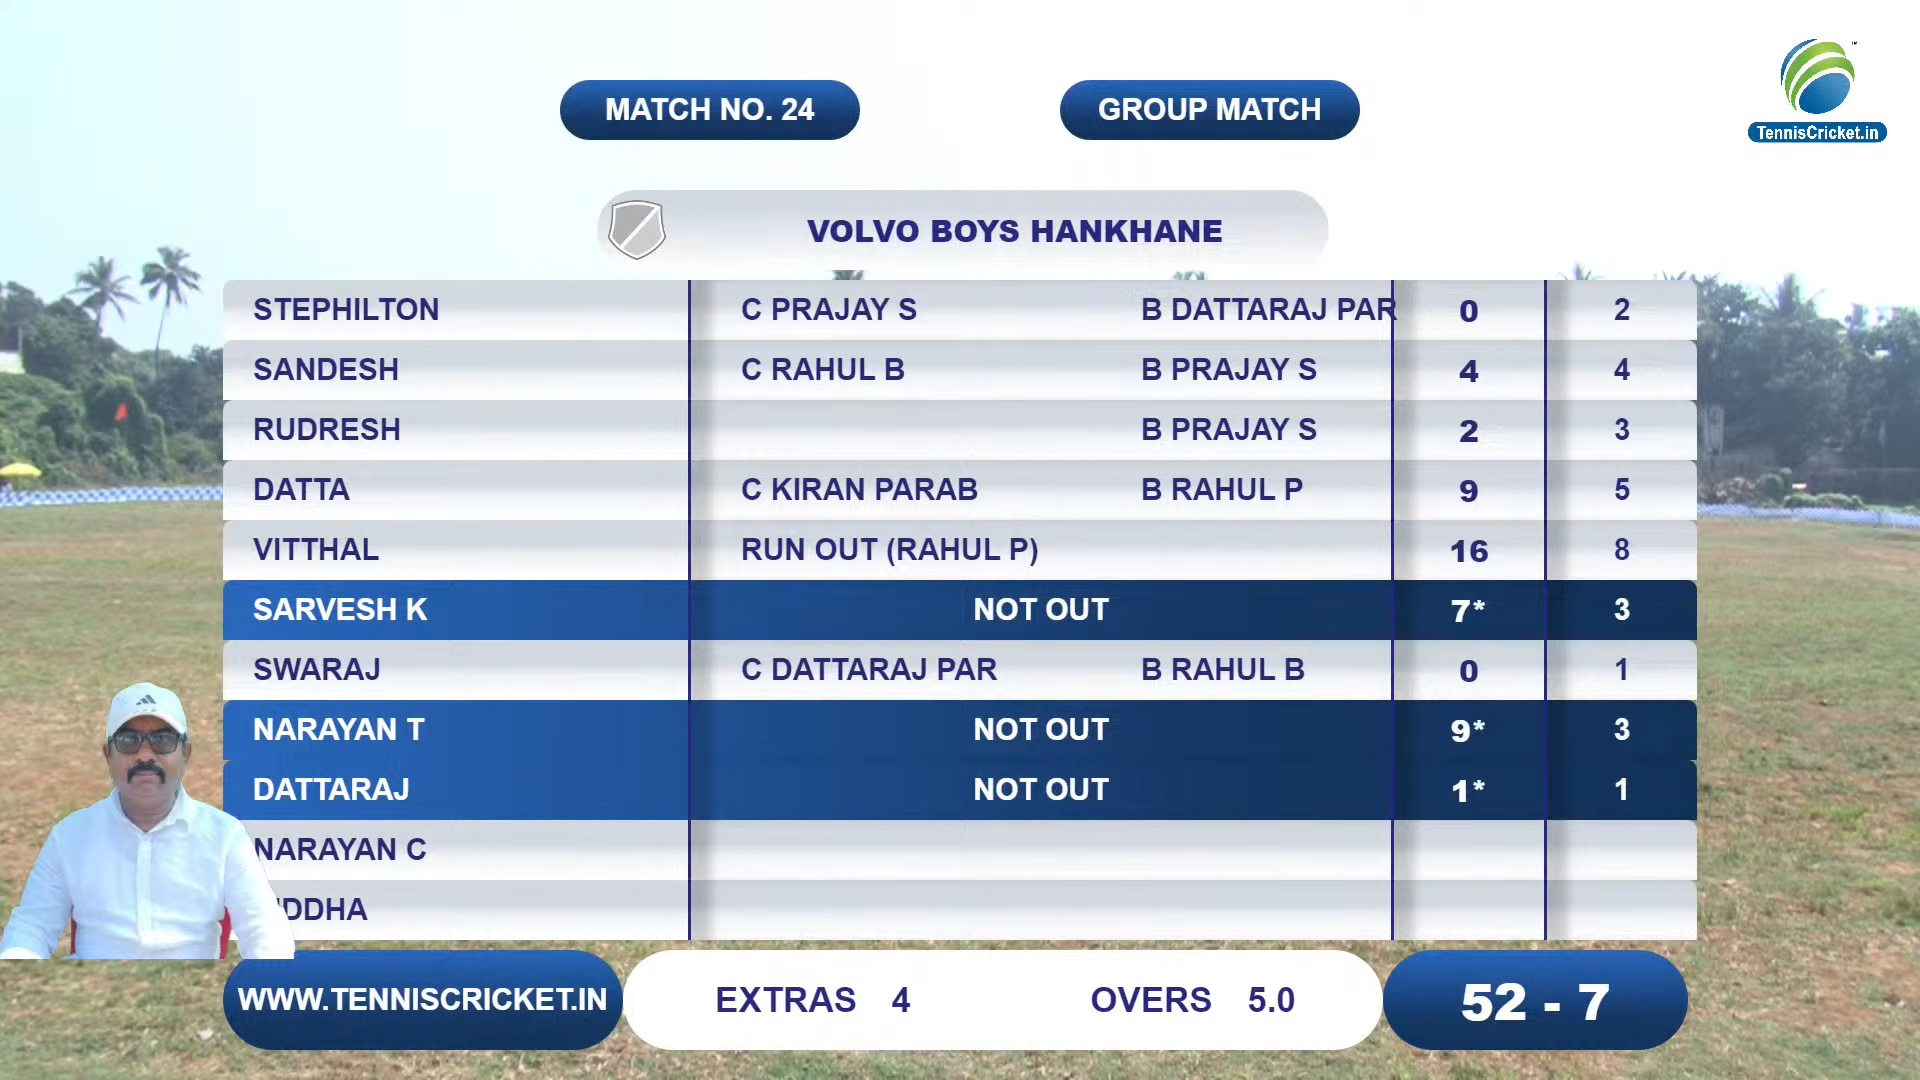 MATCH NO. 24
GROUP MATCH
TennisCricket.in
VOLVO BOYS HANKHANE
STEPHILTON C PRAJAY S B DATTARAJ PAR 0 2
SANDESH C RAHUL B B PRAJAY S 4 4
RUDRESH B PRAJAY S 2 3
DATTA C KIRAN PARAB B RAHUL P 9 5
VITTHAL RUN OUT (RAHUL P) 16 8
SARVESH K NOT OUT 7* 3
SWARAJ C DATTARAJ PAR B RAHUL B 0 1
NARAYAN T NOT OUT 9* 3
DATTARAJ NOT OUT 1* 1
NARAYAN C
WWW.TENNISCRICKET.IN EXTRAS 4 OVERS 5.0 52 - 7